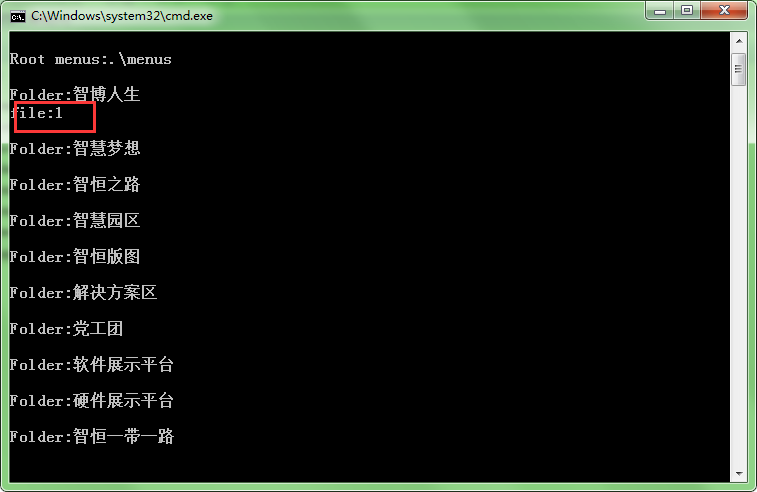 C:\Windows\system32\cmd.exe
Root menus:.\menus
Folder:智博人生
file:1
Folder:智慧梦想
Folder:智恒之路
Folder:智慧园区
Folder:智恒版图
Folder:解决方案区
Folder:党工团
Folder:软件展示平台
Folder:硬件展示平台
Folder:智恒一带一路